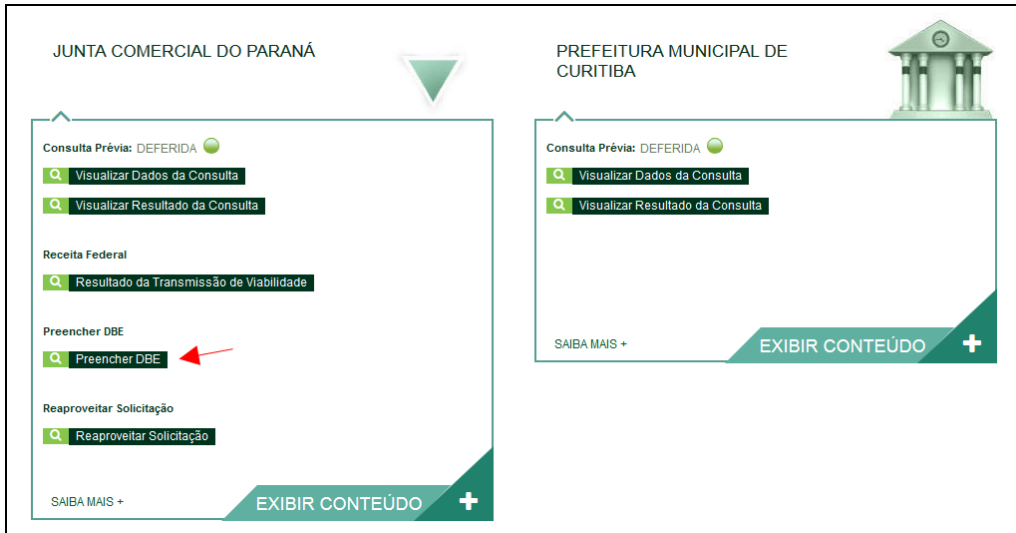 JUNTA COMERCIAL DO PARANÁ
Consulta Prévia: DEFERIDA
Visualizar Dados da Consulta
Visualizar Resultado da Consulta
Receita Federal
Resultado da Transmissão de Viabilidade
Preencher DBE
Preencher DBE
Reaproveitar Solicitação
Reaproveitar Solicitação
SAIBA MAIS +
EXIBIR CONTEÚDO +
PREFEITURA MUNICIPAL DE
CURITIBA
Consulta Prévia: DEFERIDA
Visualizar Dados da Consulta
Visualizar Resultado da Consulta
SAIBA MAIS +
EXIBIR CONTEÚDO +